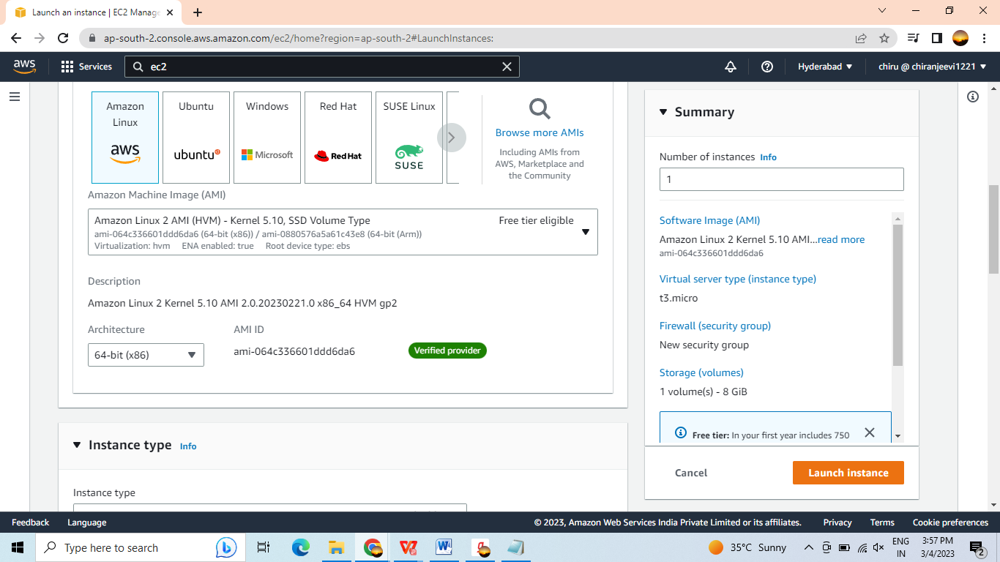 Launch an instance | EC2 Manage
ap-south-2.console.aws.amazon.com/ec2/home?region=ap-south-2#LaunchInstances:
aws
Services
ec2
Hyderabad
chiru @ chiranjeevi1221
Amazon
Linux
aws
Ubuntu
ubuntu
Windows
Microsoft
Red Hat
Red Hat
SUSE Linux
SUSE
Browse more AMIs
Including AMIs from
AWS, Marketplace and
the Community
Amazon Machine Image (AMI)
Amazon Linux 2 AMI (HVM) - Kernel 5.10, SSD Volume Type
Free tier eligible
ami-064c336601ddd6da6 (64-bit (x86)) / ami-0880576a5a61c43e8 (64-bit (Arm))
Virtualization: hvm ENA enabled: true Root device type: ebs
Description
Amazon Linux 2 Kernel 5.10 AMI 2.0.20230221.0 x86_64 HVM gp2
Architecture
AMI ID
64-bit (x86)
ami-064c336601ddd6da6
Verified provider
Instance type Info
Instance type
Summary
Number of instances Info
1
Software Image (AMI)
Amazon Linux 2 Kernel 5.10 AMI...read more
ami-064c336601ddd6da6
Virtual server type (instance type)
t3.micro
Firewall (security group)
New security group
Storage (volumes)
1 volume(s) - 8 GiB
Free tier: In your first year includes 750
Cancel
Launch instance
Feedback
Language
© 2023, Amazon Web Services India Private Limited or its affiliates.
Privacy
Terms
Cookie preferences
Type here to search
35°C Sunny
ENG
IN
3:57 PM
3/4/2023
2